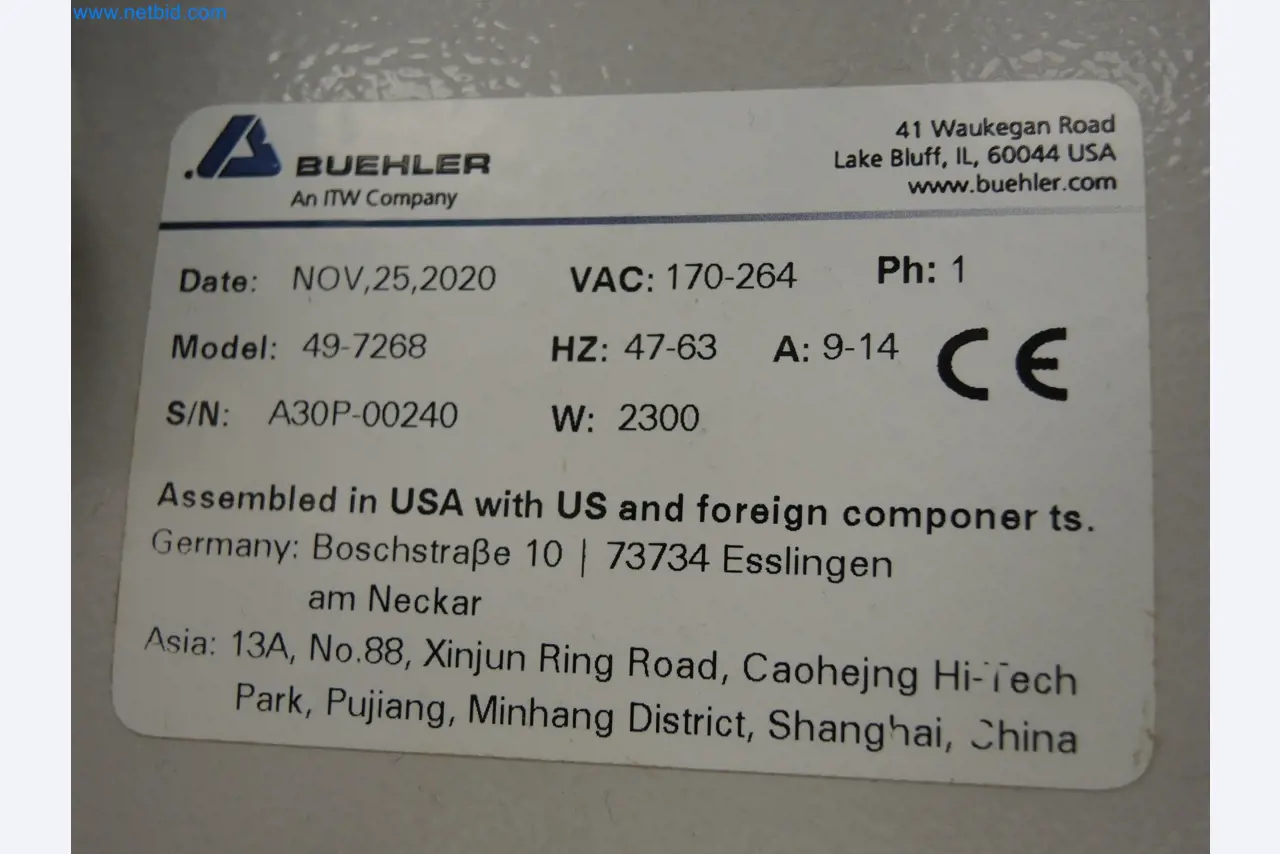 www.netbid.com
BUEHLER
An ITW Company
41 Waukegan Road
Lake Bluff, IL, 60044 USA
www.buehler.com
Date: NOV,25,2020 VAC: 170-264 Ph: 1
Model: 49-7268 HZ: 47-63 A: 9-14
CE
S/N: A30P-00240 W: 2300
Assembled in USA with US and foreign componer ts.
Germany: Boschstraße 10 | 73734 Esslingen
am Neckar
Asia: 13A, No.88, Xinjun Ring Road, Caohejng Hi-Tech
Park, Pujiang, Minhang District, Shanghai, China